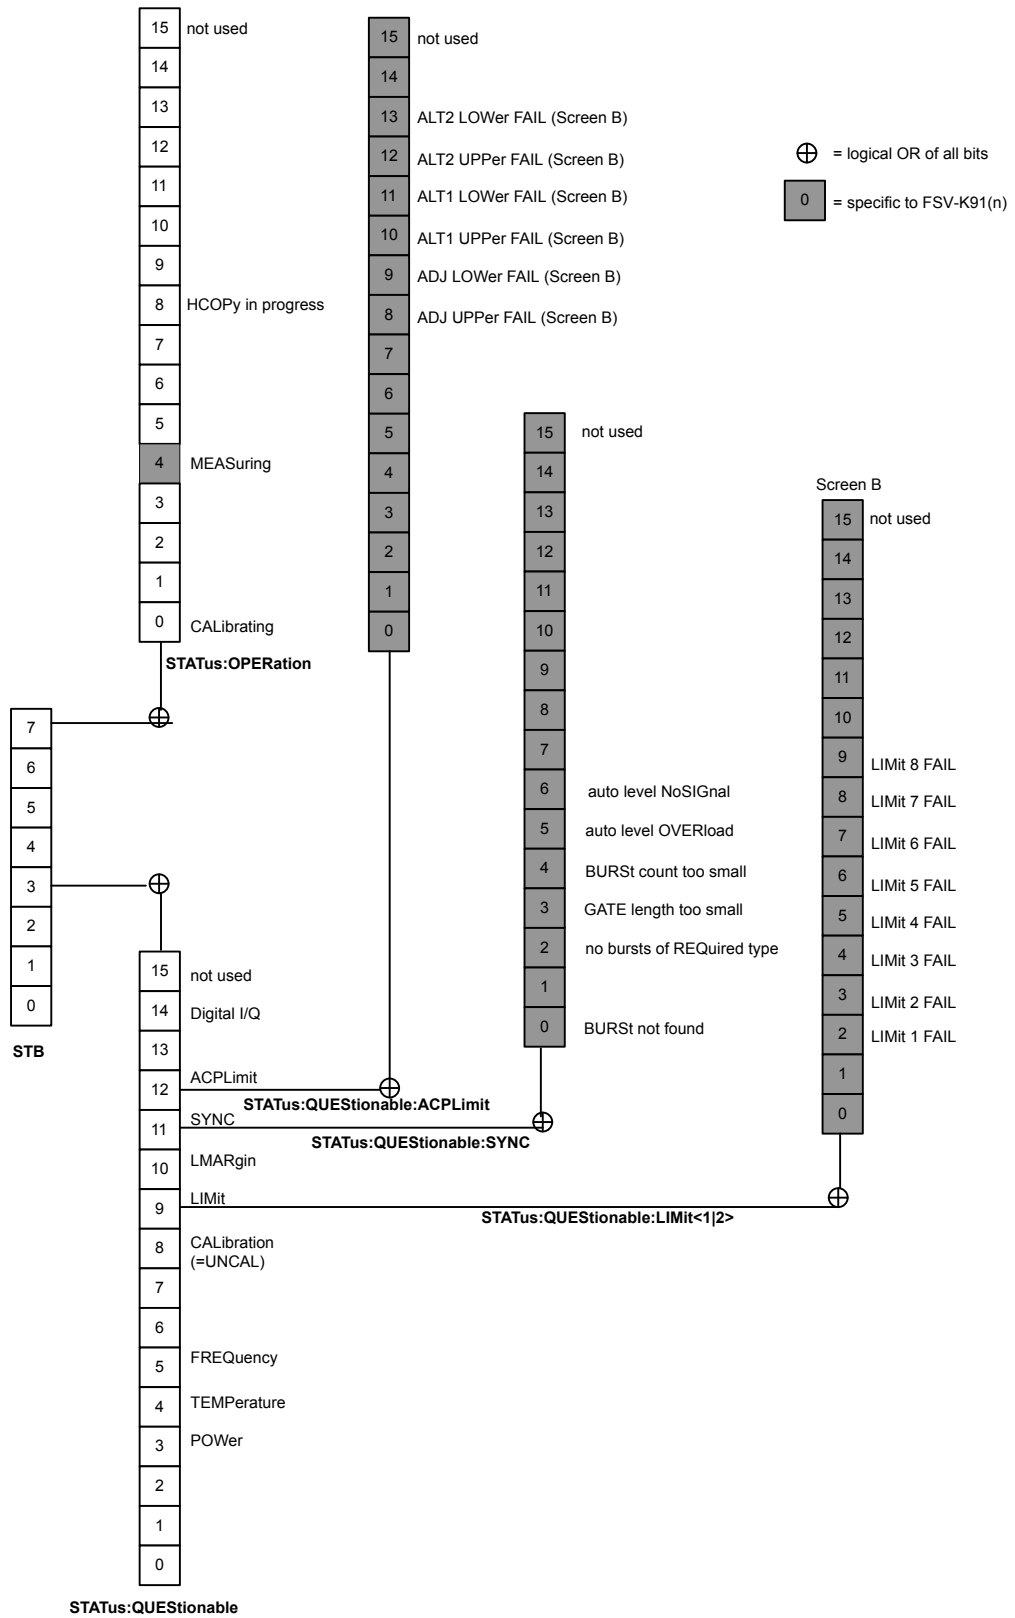 15 not used
14
13
12
11
10
9
8 HCOPy in progress
7
6
5
4 MEASuring
3
2
1
0 CALibrating
STATus:OPERation
15 not used
14
13 ALT2 LOWer FAIL (Screen B)
12 ALT2 UPPer FAIL (Screen B)
11 ALT1 LOWer FAIL (Screen B)
10 ALT1 UPPer FAIL (Screen B)
9 ADJ LOWer FAIL (Screen B)
8 ADJ UPPer FAIL (Screen B)
7
6
5
4
3
2
1
0
= logical OR of all bits
0 = specific to FSV-K91(n)
15 not used
14
13
12
11
10
9
8
7
6 auto level NoSIGnal
5 auto level OVERload
4 BURSt count too small
3 GATE length too small
2 no bursts of REQuired type
1
0 BURSt not found
Screen B
15 not used
14
13
12
11
10
9 LIMit 8 FAIL
8 LIMit 7 FAIL
7 LIMit 6 FAIL
6 LIMit 5 FAIL
5 LIMit 4 FAIL
4 LIMit 3 FAIL
3 LIMit 2 FAIL
2 LIMit 1 FAIL
1
0
7
6
5
4
3
2
1
0
STB
15 not used
14 Digital I/Q
13
12 ACPLimit
STATus:QUEStionable:ACPLimit
11 SYNC
STATus:QUEStionable:SYNC
10 LMARgin
9 LIMit
STATus:QUEStionable:LIMit<1|2>
8 CALibration
(=UNCAL)
7
6
5 FREQuency
4 TEMPerature
3 POWer
2
1
0
STATus:QUEStionable